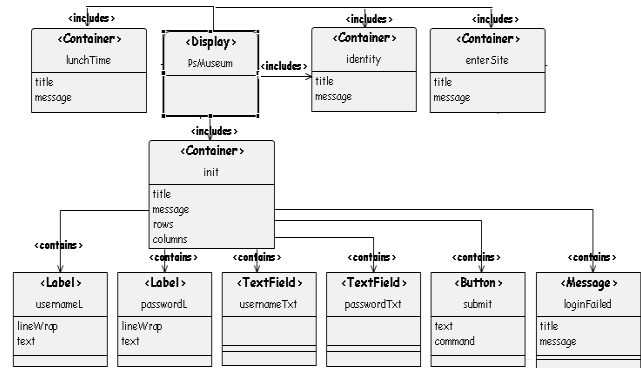 <includes> <includes> <includes>
<Container> <Display> <Container> <Container>
lunchTime PsMuseum identity enterSite
<includes>
title title title
message message message
<includes>
<Container>
init
title
message
rows
columns
<contains> <contains> <contains> <contains> <contains> <contains>
<Label> <Label> <TextField> <TextField> <Button> <Message>
usernameL passwordL usernameTxt passwordTxt submit loginFailed
lineWrap lineWrap text title
text text command message